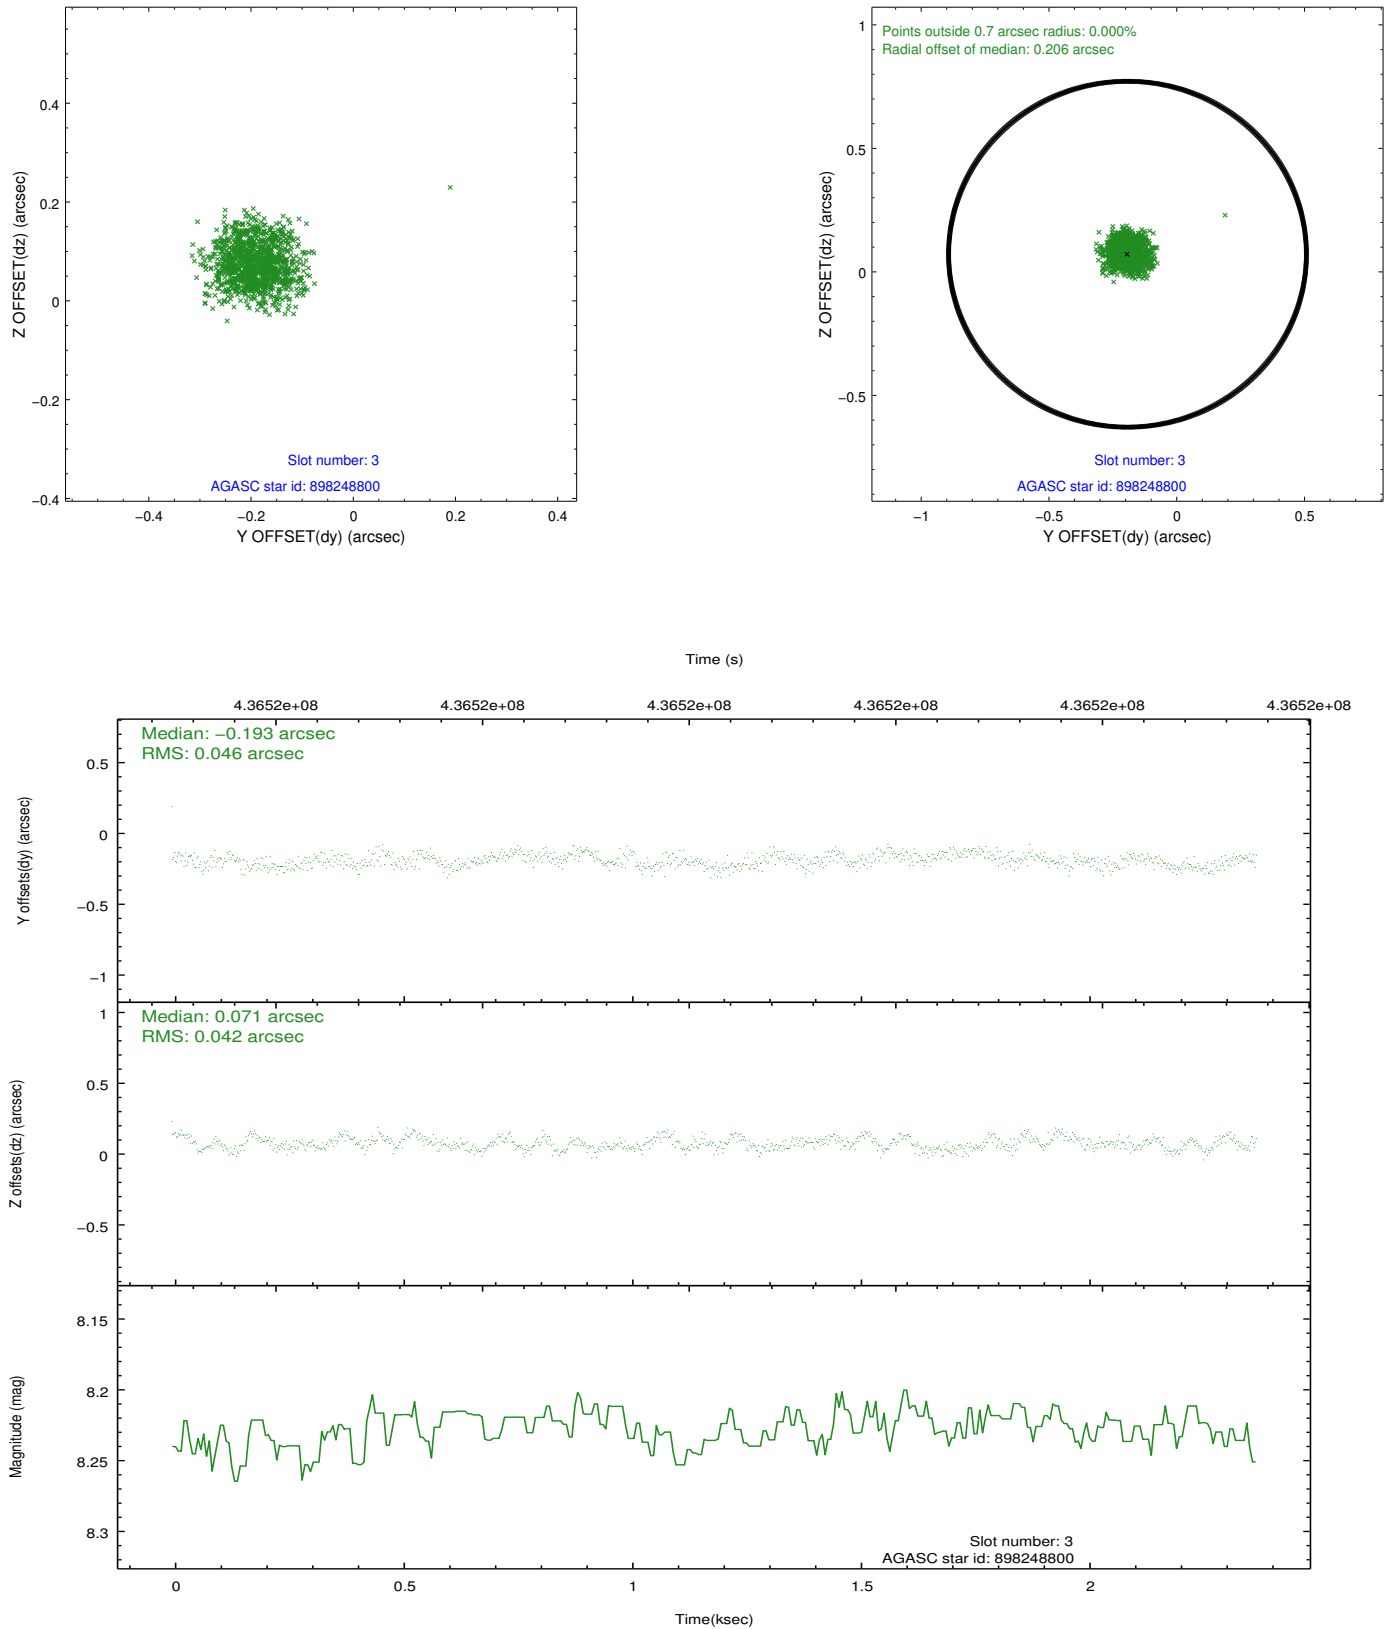 0.4
0.2
0
−0.2
−0.4
Z OFFSET(dz) (arcsec)
Slot number: 3
AGASC star id: 898248800
−0.4 −0.2 0 0.2 0.4
Y OFFSET(dy) (arcsec)
Points outside 0.7 arcsec radius: 0.000%
Radial offset of median: 0.206 arcsec
1
0.5
0
−0.5
Z OFFSET(dz) (arcsec)
Slot number: 3
AGASC star id: 898248800
−1 −0.5 0 0.5
Y OFFSET(dy) (arcsec)
Time (s)
4.3652e+08 4.3652e+08 4.3652e+08 4.3652e+08 4.3652e+08 4.3652e+08
Median: −0.193 arcsec
RMS: 0.046 arcsec
0.5
0
−0.5
−1
Y offsets(dy) (arcsec)
Median: 0.071 arcsec
RMS: 0.042 arcsec
1
0.5
0
−0.5
Z offsets(dz) (arcsec)
8.15
8.2
8.25
8.3
Magnitude (mag)
Slot number: 3
AGASC star id: 898248800
0 0.5 1 1.5 2
Time(ksec)